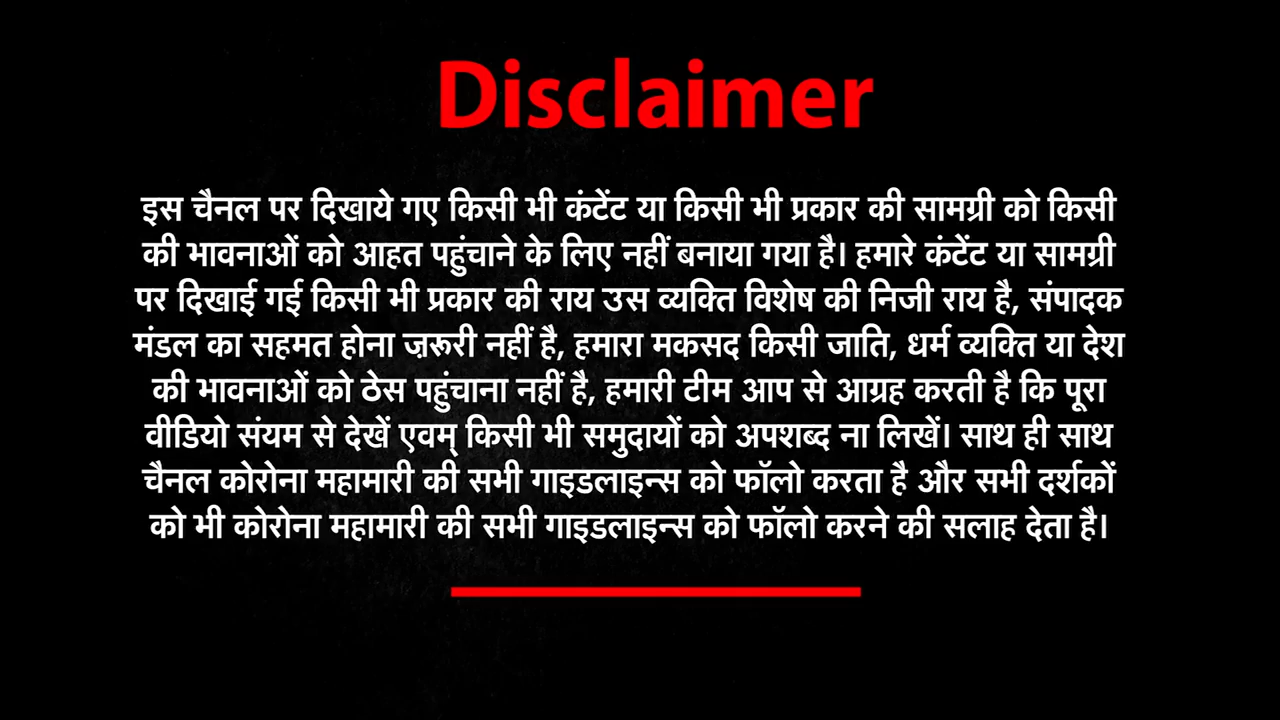 Disclaimer
इस चैनल पर दिखाये गए किसी भी कंटेंट या किसी भी प्रकार की सामग्री को किसी
की भावनाओं को आहत पहुंचाने के लिए नहीं बनाया गया है। हमारे कंटेंट या सामग्री
पर दिखाई गई किसी भी प्रकार की राय उस व्यक्ति विशेष की निजी राय है, संपादक
मंडल का सहमत होना ज़रूरी नहीं है, हमारा मकसद किसी जाति, धर्म व्यक्ति या देश
की भावनाओं को ठेस पहुंचाना नहीं है, हमारी टीम आप से आग्रह करती है कि पूरा
वीडियो संयम से देखें एवम् किसी भी समुदायों को अपशब्द ना लिखें। साथ ही साथ
चैनल कोरोना महामारी की सभी गाइडलाइन्स को फॉलो करता है और सभी दर्शकों
को भी कोरोना महामारी की सभी गाइडलाइन्स को फॉलो करने की सलाह देता है।